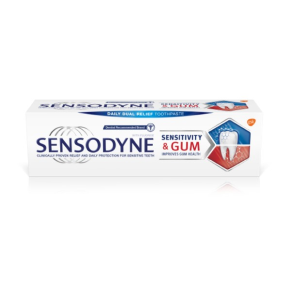 DAILY DUAL RELIEF TOOTHPASTE
SENSODYNE
CLINICALLY PROVEN RELIEF AND DAILY PROTECTION FOR SENSITIVE TEETH
SENSITIVITY
& GUM
IMPROVES GUM HEALTH